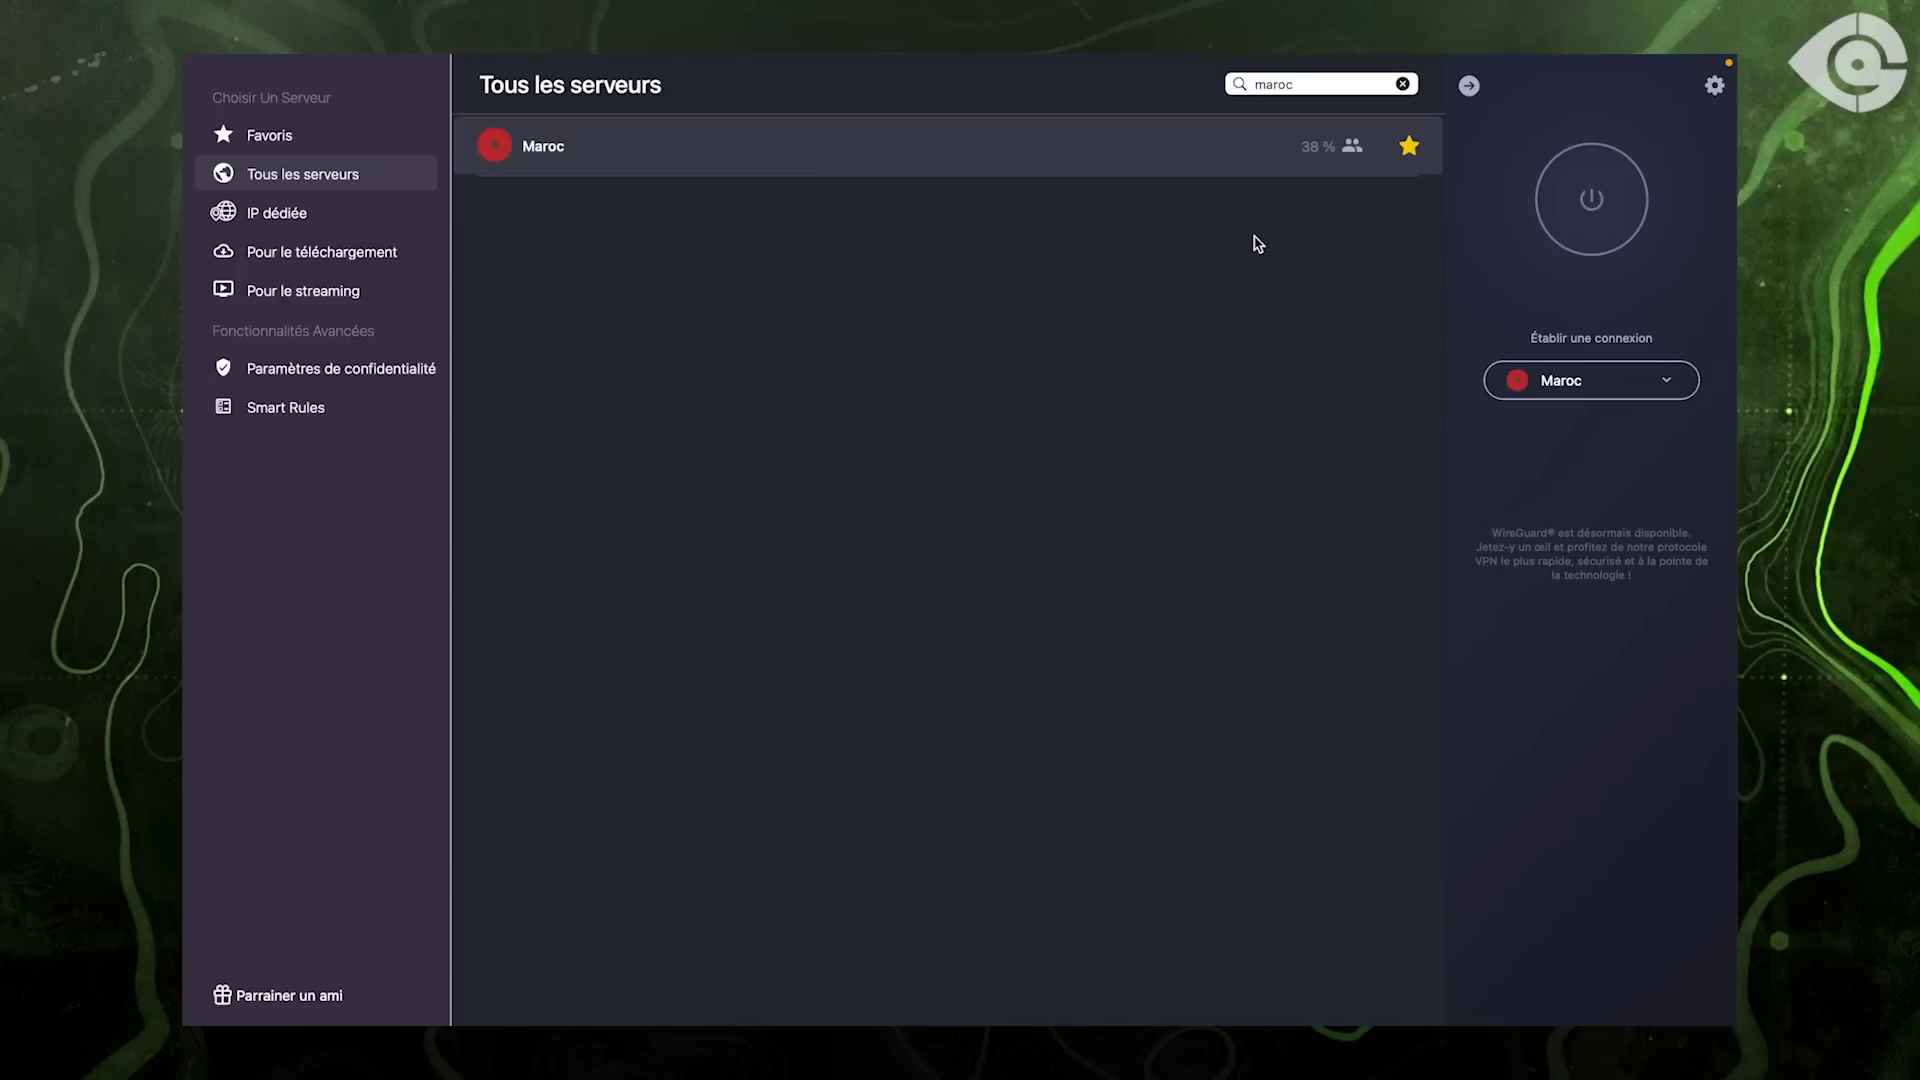 Choisir Un Serveur
Favoris
Tous les serveurs
IP dédiée
Pour le téléchargement
Pour le streaming
Fonctionnalités Avancées
Paramètres de confidentialité
Smart Rules
Parrainer un ami
Tous les serveurs
maroc
Maroc
38 %
Établir une connexion
Maroc
WireGuard® est désormais disponible.
Jetez-y un œil et profitez de notre protocole
VPN le plus rapide, sécurisé et à la pointe de
la technologie !